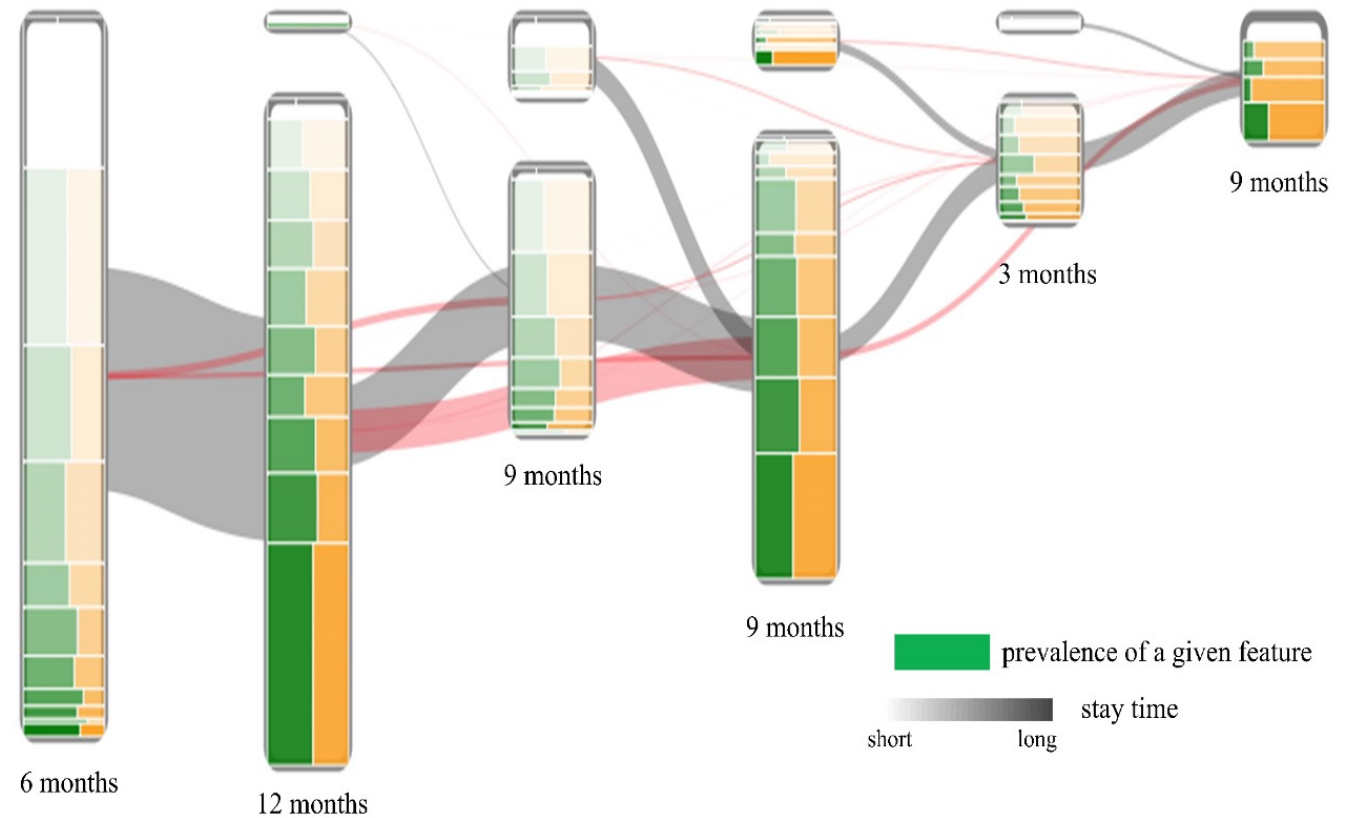 9 months
3 months
9 months
9 months
prevalence of a given feature
stay time
short
long
6 months
12 months